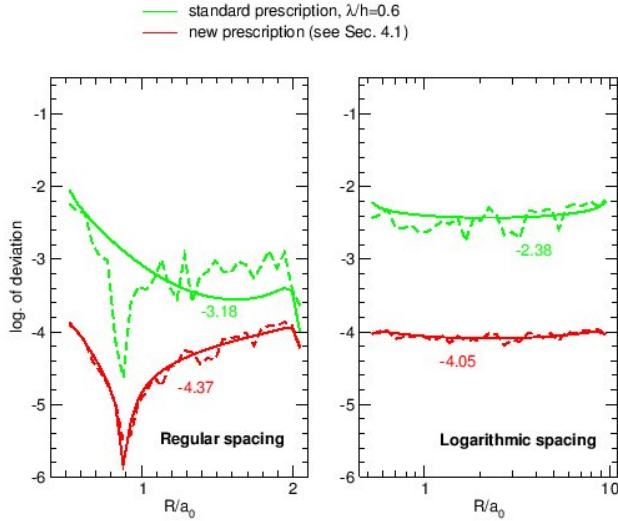 standard prescription, λ/h=0.6
new prescription (see Sec. 4.1)
log. of deviation
-1
-2
-3
-4
-5
-6
-3.18
-4.37
Regular spacing
1
2
R/a₀
-1
-2
-3
-4
-5
-6
-2.38
-4.05
Logarithmic spacing
1
10
R/a₀